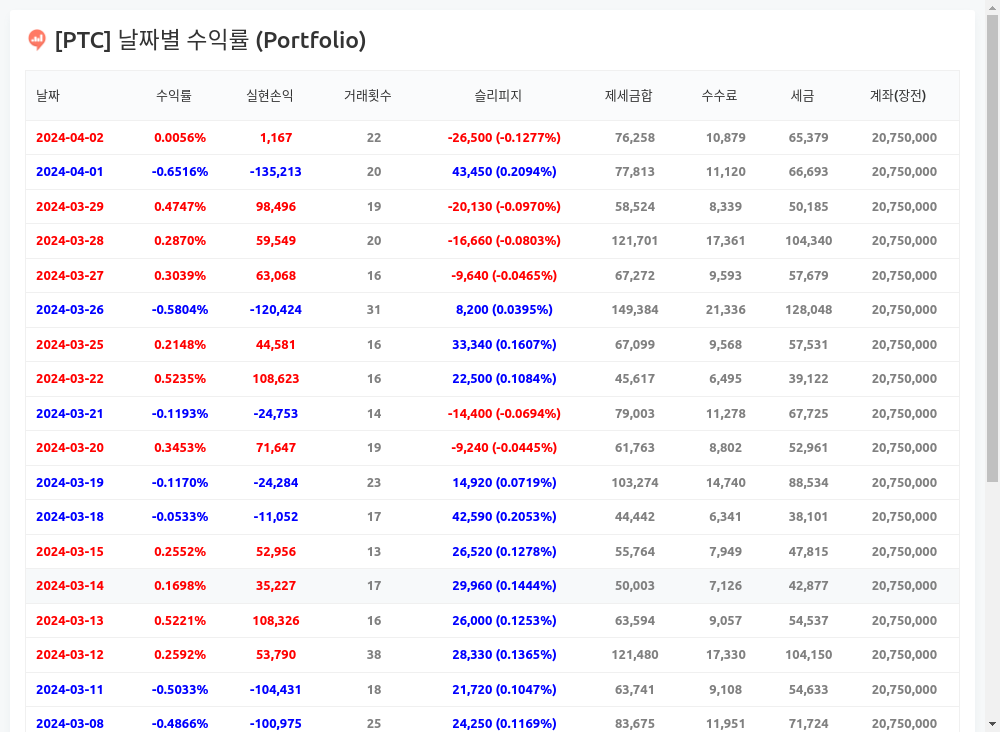 [PTC] 날짜별 수익률 (Portfolio)
날짜 수익률 실현손익 거래횟수 슬리피지 제세금합 수수료 세금 계좌(장전)
2024-04-02 0.0056% 1,167 22 -26,500 (-0.1277%) 76,258 10,879 65,379 20,750,000
2024-04-01 -0.6516% -135,213 20 43,450 (0.2094%) 77,813 11,120 66,693 20,750,000
2024-03-29 0.4747% 98,496 19 -20,130 (-0.0970%) 58,524 8,339 50,185 20,750,000
2024-03-28 0.2870% 59,549 20 -16,660 (-0.0803%) 121,701 17,361 104,340 20,750,000
2024-03-27 0.3039% 63,068 16 -9,640 (-0.0465%) 67,272 9,593 57,679 20,750,000
2024-03-26 -0.5804% -120,424 31 8,200 (0.0395%) 149,384 21,336 128,048 20,750,000
2024-03-25 0.2148% 44,581 16 33,340 (0.1607%) 67,099 9,568 57,531 20,750,000
2024-03-22 0.5235% 108,623 16 22,500 (0.1084%) 45,617 6,495 39,122 20,750,000
2024-03-21 -0.1193% -24,753 14 -14,400 (-0.0694%) 79,003 11,278 67,725 20,750,000
2024-03-20 0.3453% 71,647 19 -9,240 (-0.0445%) 61,763 8,802 52,961 20,750,000
2024-03-19 -0.1170% -24,284 23 14,920 (0.0719%) 103,274 14,740 88,534 20,750,000
2024-03-18 -0.0533% -11,052 17 42,590 (0.2053%) 44,442 6,341 38,101 20,750,000
2024-03-15 0.2552% 52,956 13 26,520 (0.1278%) 55,764 7,949 47,815 20,750,000
2024-03-14 0.1698% 35,227 17 29,960 (0.1444%) 50,003 7,126 42,877 20,750,000
2024-03-13 0.5221% 108,326 16 26,000 (0.1253%) 63,594 9,057 54,537 20,750,000
2024-03-12 0.2592% 53,790 38 28,330 (0.1365%) 121,480 17,330 104,150 20,750,000
2024-03-11 -0.5033% -104,431 18 21,720 (0.1047%) 63,741 9,108 54,633 20,750,000
2024-03-08 -0.4866% -100,975 25 24,250 (0.1169%) 83,675 11,951 71,724 20,750,000